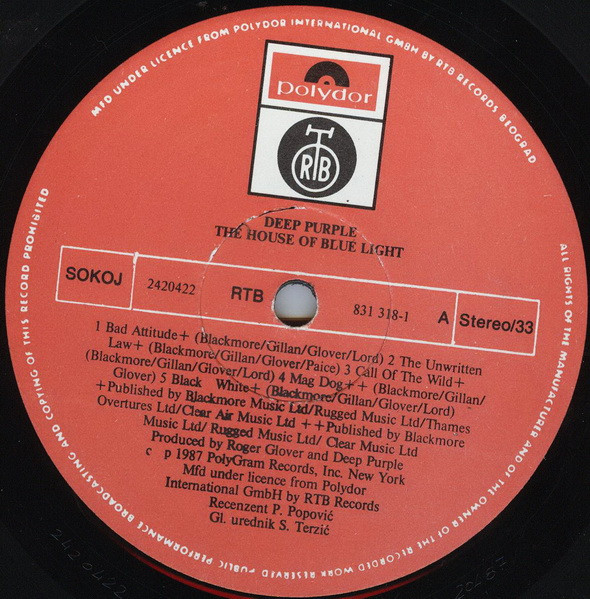 MFD UNDER LICENCE FROM POLYDOR INTERNATIONAL GMBH BY RTB RECORDS BEOGRAD
polydor
RTB
DEEP PURPLE
THE HOUSE OF BLUE LIGHT
SOKOJ 2420422 RTB 831 318-1 A Stereo/33
1 Bad Attitude+ (Blackmore/Gillan/Glover/Lord) 2 The Unwritten
Law+ (Blackmore/Gillan/Glover/Paice) 3 Call Of The Wild+
(Blackmore/Gillan/Glover/Lord) 4 Mag Dog++ (Blackmore/Gillan/
Glover) 5 Black White+ (Blackmore/Gillan/Glover/Lord)
+Published by Blackmore Music Ltd/Rugged Music Ltd/Thames
Overtures Ltd/Clear Air Music Ltd ++Published by Blackmore
Music Ltd/ Rugged Music Ltd/ Clear Music Ltd
Produced by Roger Glover and Deep Purple
c p 1987 PolyGram Records, Inc. New York
Mfd under licence from Polydor
International GmbH by RTB Records
Recenzent P. Popović
Gl. urednik S. Terzić
ALL RIGHTS OF THE MANUFACTURER AND OF THE OWNER OF THE RECORDED WORK RESERVED PUBLIC PERFORMANCE BROADCASTING AND COPYING OF THIS RECORD PROHIBITED
2420422